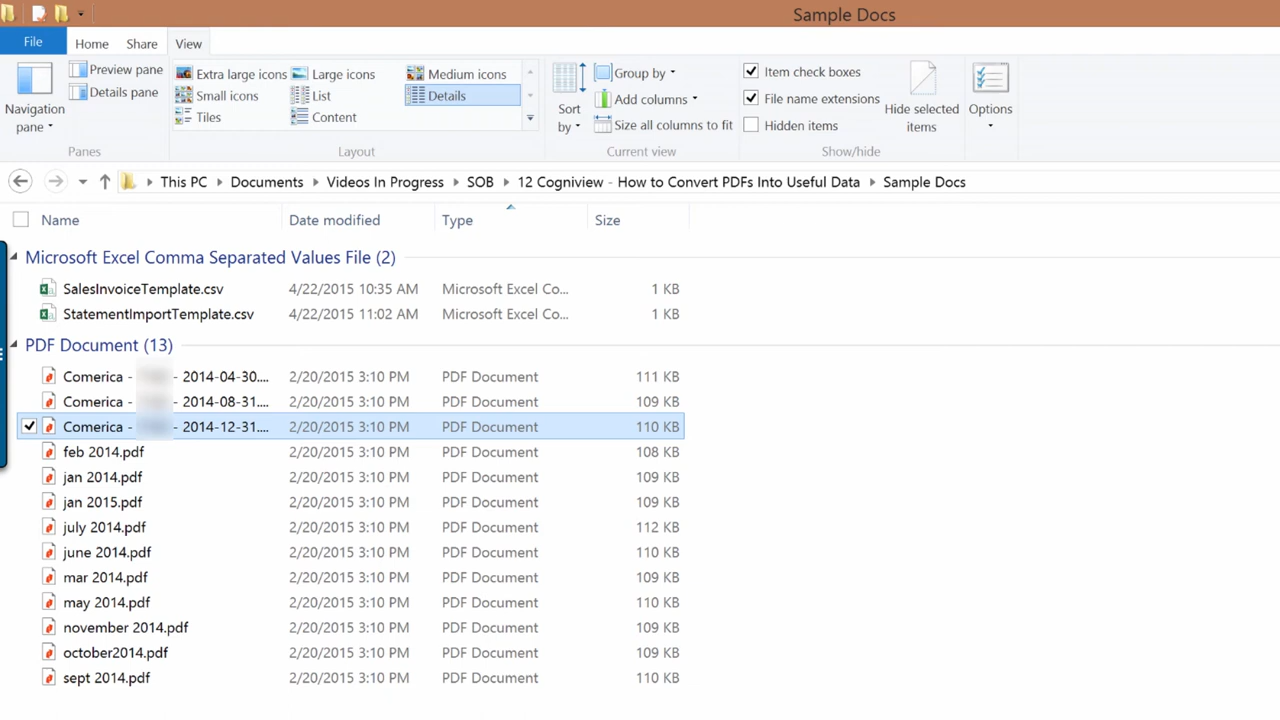 Sample Docs
File Home Share View
Navigation pane
Preview pane
Details pane
Panes
Extra large icons Large icons Medium icons
Small icons List Details
Tiles Content
Layout
Sort by
Group by
Add columns
Size all columns to fit
Current view
Item check boxes
File name extensions
Hidden items
Hide selected items
Show/hide
Options
This PC Documents Videos In Progress SOB 12 Cogniview - How to Convert PDFs Into Useful Data Sample Docs
Name Date modified Type Size
Microsoft Excel Comma Separated Values File (2)
SalesInvoiceTemplate.csv 4/22/2015 10:35 AM Microsoft Excel Co... 1 KB
StatementImportTemplate.csv 4/22/2015 11:02 AM Microsoft Excel Co... 1 KB
PDF Document (13)
Comerica - - 2014-04-30.... 2/20/2015 3:10 PM PDF Document 111 KB
Comerica - - 2014-08-31.... 2/20/2015 3:10 PM PDF Document 109 KB
Comerica - - 2014-12-31.... 2/20/2015 3:10 PM PDF Document 110 KB
feb 2014.pdf 2/20/2015 3:10 PM PDF Document 108 KB
jan 2014.pdf 2/20/2015 3:10 PM PDF Document 109 KB
jan 2015.pdf 2/20/2015 3:10 PM PDF Document 109 KB
july 2014.pdf 2/20/2015 3:10 PM PDF Document 112 KB
june 2014.pdf 2/20/2015 3:10 PM PDF Document 110 KB
mar 2014.pdf 2/20/2015 3:10 PM PDF Document 109 KB
may 2014.pdf 2/20/2015 3:10 PM PDF Document 110 KB
november 2014.pdf 2/20/2015 3:10 PM PDF Document 109 KB
october2014.pdf 2/20/2015 3:10 PM PDF Document 109 KB
sept 2014.pdf 2/20/2015 3:10 PM PDF Document 110 KB